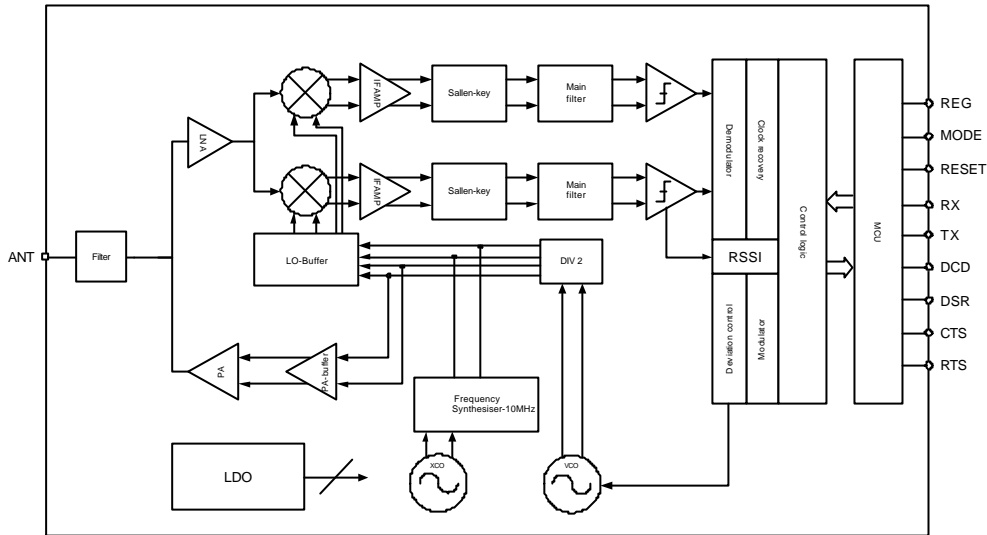 IFAMP
Sallen-key
Main
filter
LNA
Demodulator
Clock recovery
Control logic
MCU
REG
MODE
RESET
RX
TX
DCD
DSR
CTS
RTS
IFAMP
Sallen-key
Main
filter
ANT
Filter
LO-Buffer
DIV 2
RSSI
Deviation control
Modulator
PA
PA-buffer
Frequency
Synthesiser-10MHz
LDO
XCO
VCO